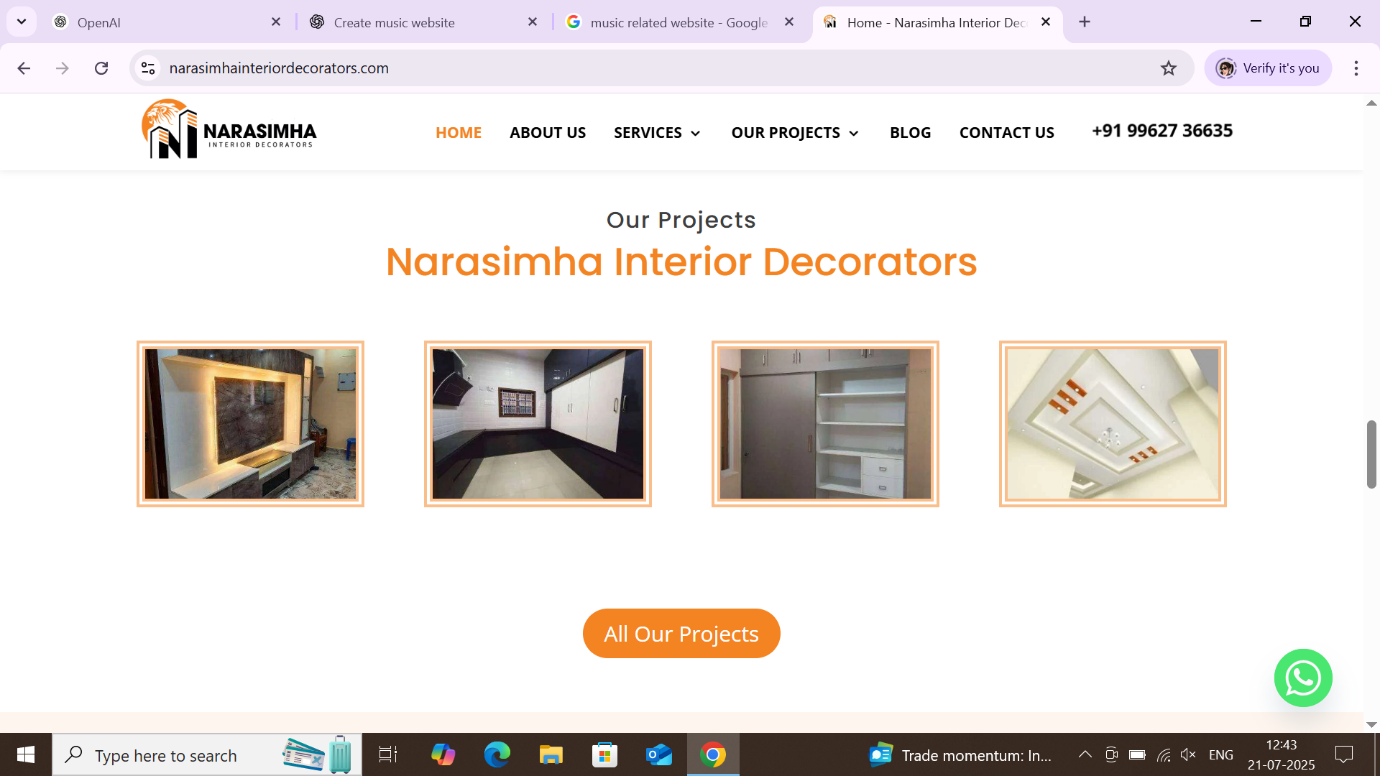 OpenAI
Create music website
music related website - Google
Home - Narasimha Interior Dec
narasimhainteriordecorators.com
Verify it's you
NARASIMHA
INTERIOR DECORATORS
HOME
ABOUT US
SERVICES
OUR PROJECTS
BLOG
CONTACT US
+91 99627 36635
Our Projects
Narasimha Interior Decorators
All Our Projects
Type here to search
Trade momentum: In...
ENG
12:43
21-07-2025